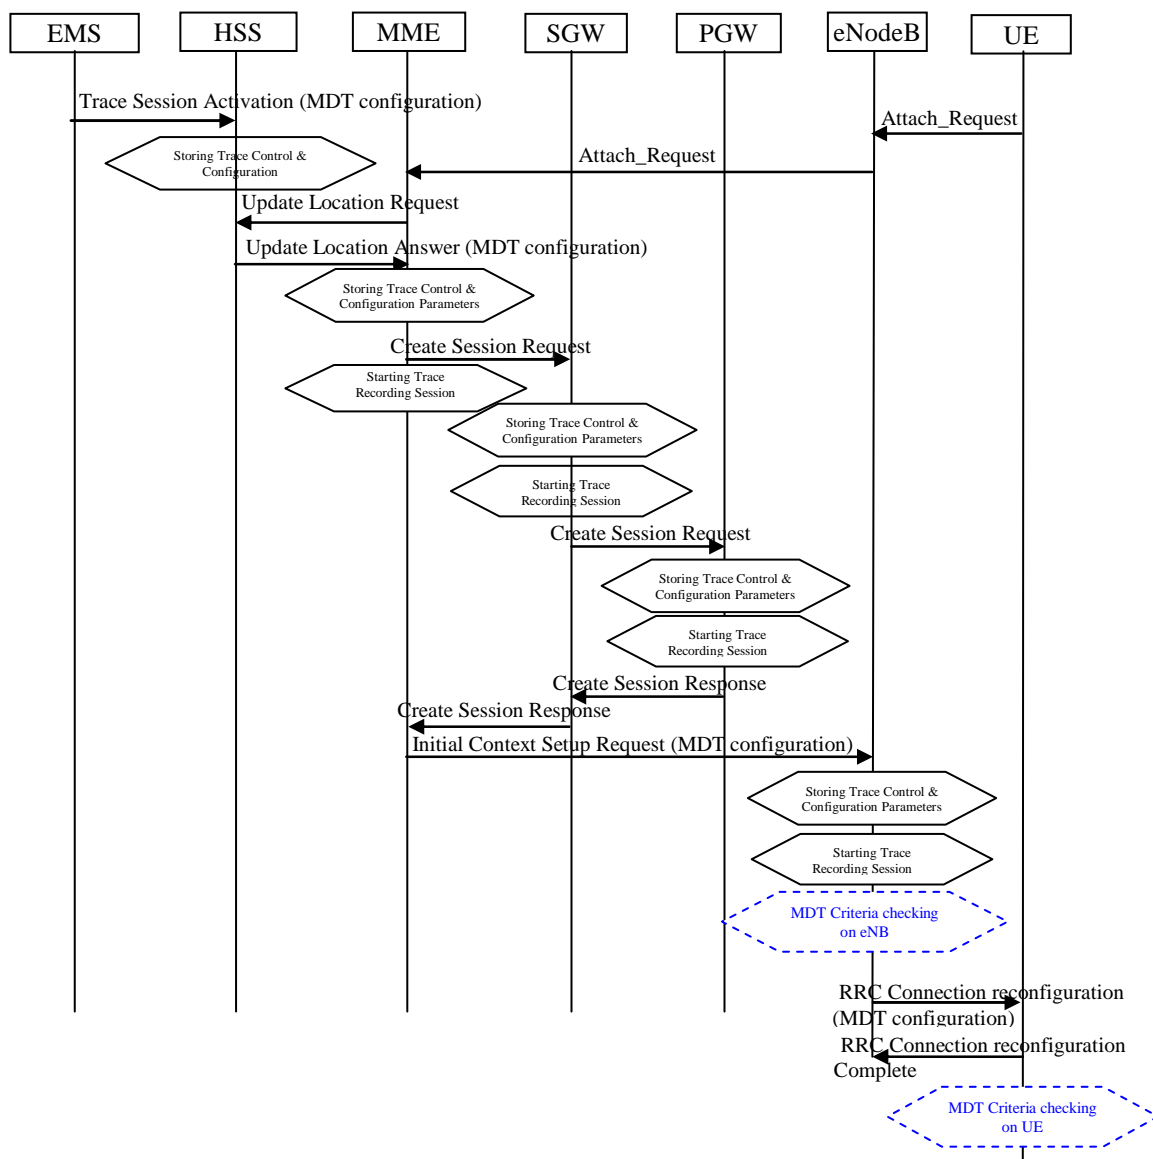 EMS
HSS
MME
SGW
PGW
eNodeB
UE
Trace Session Activation (MDT configuration)
Attach_Request
Storing Trace Control &
Configuration
Attach_Request
Update Location Request
Update Location Answer (MDT configuration)
Storing Trace Control &
Configuration Parameters
Create Session Request
Starting Trace
Recording Session
Storing Trace Control &
Configuration Parameters
Starting Trace
Recording Session
Create Session Request
Storing Trace Control &
Configuration Parameters
Starting Trace
Recording Session
Create Session Response
Create Session Response
Initial Context Setup Request (MDT configuration)
Storing Trace Control &
Configuration Parameters
Starting Trace
Recording Session
MDT Criteria checking
on eNB
RRC Connection reconfiguration
(MDT configuration)
RRC Connection reconfiguration
Complete
MDT Criteria checking
on UE